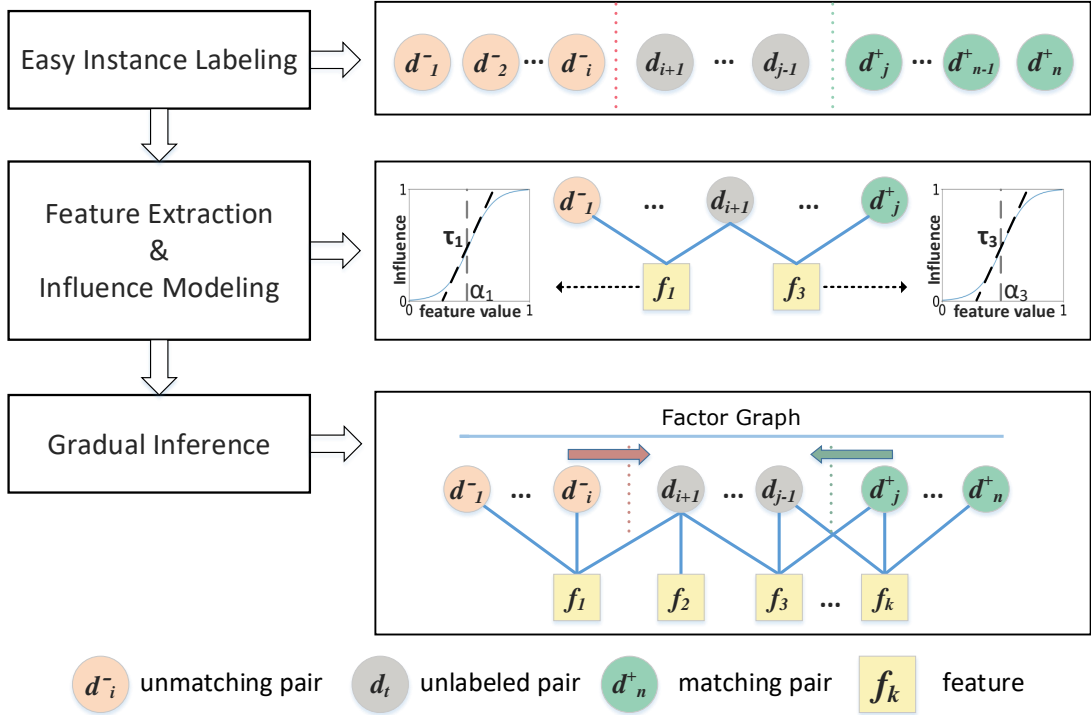 Easy Instance Labeling
d⁻₁ d⁻₂ ... d⁻ᵢ dᵢ₊₁ ... dⱼ₋₁ d⁺ⱼ ... d⁺ₙ₋₁ d⁺ₙ
Feature Extraction
&
Influence Modeling
1
Influence
τ₁
α₁
0
0 feature value 1
d⁻₁ ... dᵢ₊₁ ... d⁺ⱼ
f₁ f₃
1
Influence
τ₃
α₃
0
0 feature value 1
Gradual Inference
Factor Graph
d⁻₁ ... d⁻ᵢ dᵢ₊₁ ... dⱼ₋₁ d⁺ⱼ ... d⁺ₙ
f₁ f₂ f₃ ... fₖ
d⁻ᵢ unmatching pair dₜ unlabeled pair d⁺ₙ matching pair fₖ feature